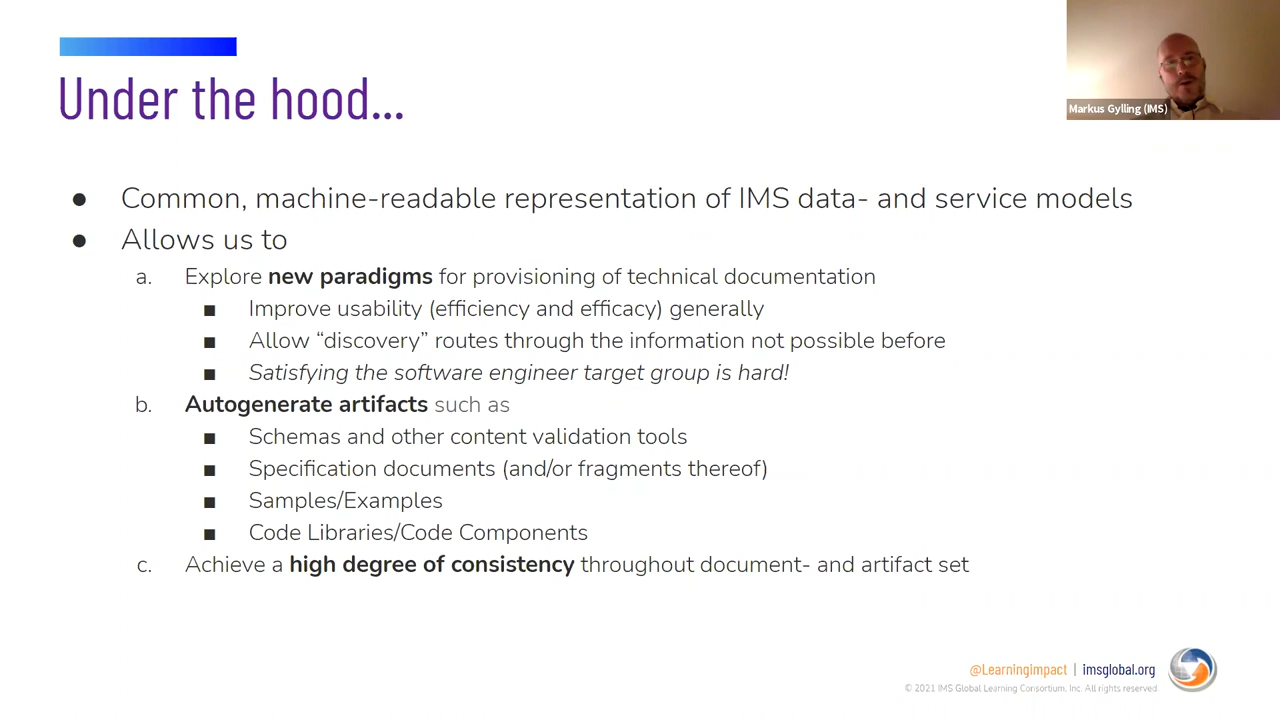 Under the hood...
Markus Gylling (IMS)
● Common, machine-readable representation of IMS data- and service models
● Allows us to
a. Explore new paradigms for provisioning of technical documentation
■ Improve usability (efficiency and efficacy) generally
■ Allow “discovery” routes through the information not possible before
■ Satisfying the software engineer target group is hard!
b. Autogenerate artifacts such as
■ Schemas and other content validation tools
■ Specification documents (and/or fragments thereof)
■ Samples/Examples
■ Code Libraries/Code Components
c. Achieve a high degree of consistency throughout document- and artifact set
@LearningImpact | imsglobal.org
© 2021 IMS Global Learning Consortium, Inc. All rights reserved.